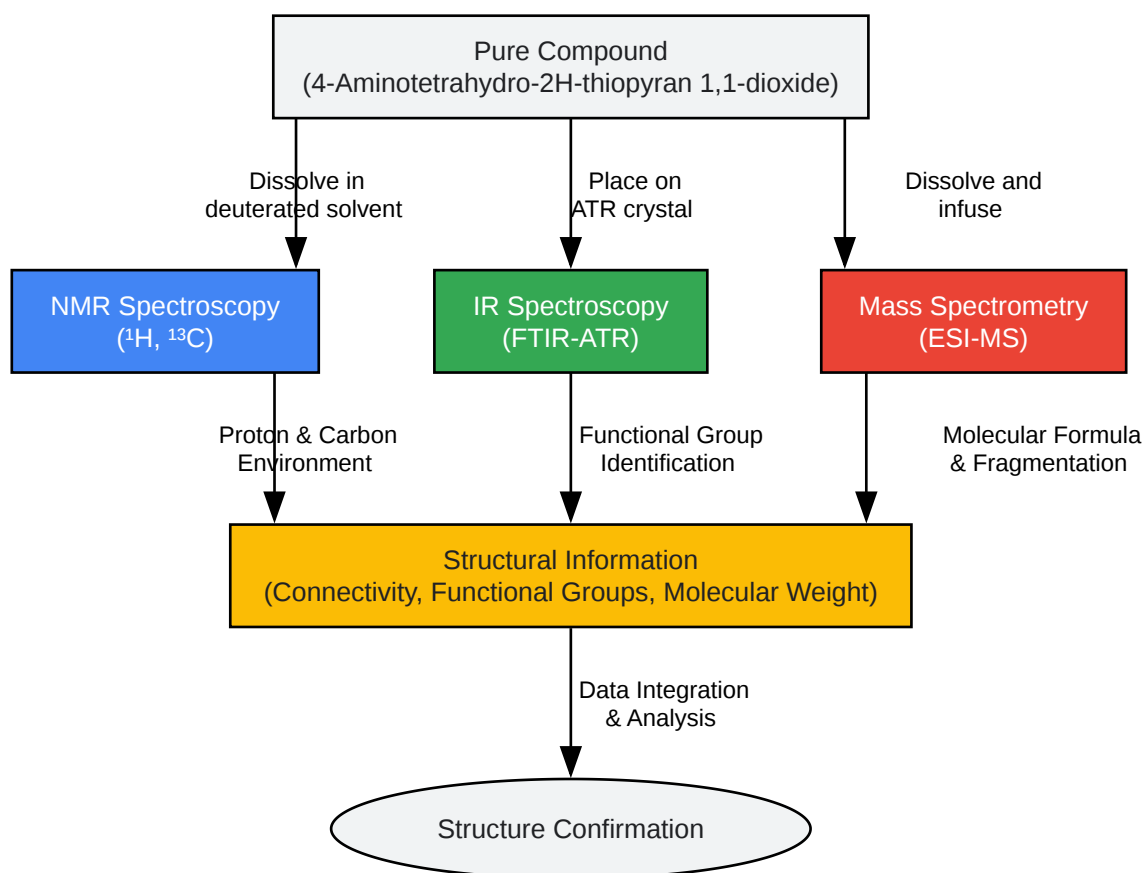 Pure Compound
(4-Aminotetrahydro-2H-thiopyran 1,1-dioxide)
Dissolve in
deuterated solvent
Place on
ATR crystal
Dissolve and
infuse
NMR Spectroscopy
(¹H, ¹³C)
IR Spectroscopy
(FTIR-ATR)
Mass Spectrometry
(ESI-MS)
Proton & Carbon
Environment
Functional Group
Identification
Molecular Formula
& Fragmentation
Structural Information
(Connectivity, Functional Groups, Molecular Weight)
Data Integration
& Analysis
Structure Confirmation